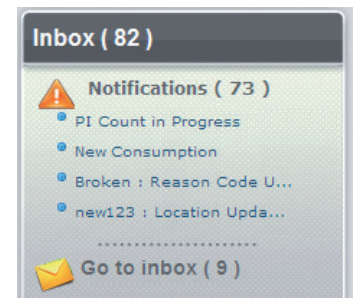 Inbox ( 82 )
Notifications ( 73 )
PI Count in Progress
New Consumption
Broken : Reason Code U...
new123 : Location Upda...
Go to inbox ( 9 )